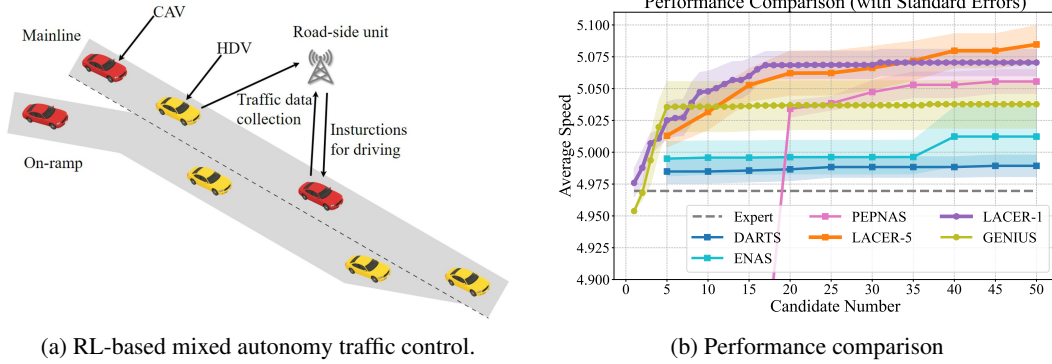 CAV
Mainline
HDV
Road-side unit
Traffic data
collection
Insturctions
for driving
On-ramp
(a) RL-based mixed autonomy traffic control.
Performance Comparison (with Standard Errors)
Average Speed
5.100
5.075
5.050
5.025
5.000
4.975
4.950
4.925
4.900
Expert
DARTS
ENAS
PEPNAS
LACER-5
LACER-1
GENIUS
0 5 10 15 20 25 30 35 40 45 50
Candidate Number
(b) Performance comparison